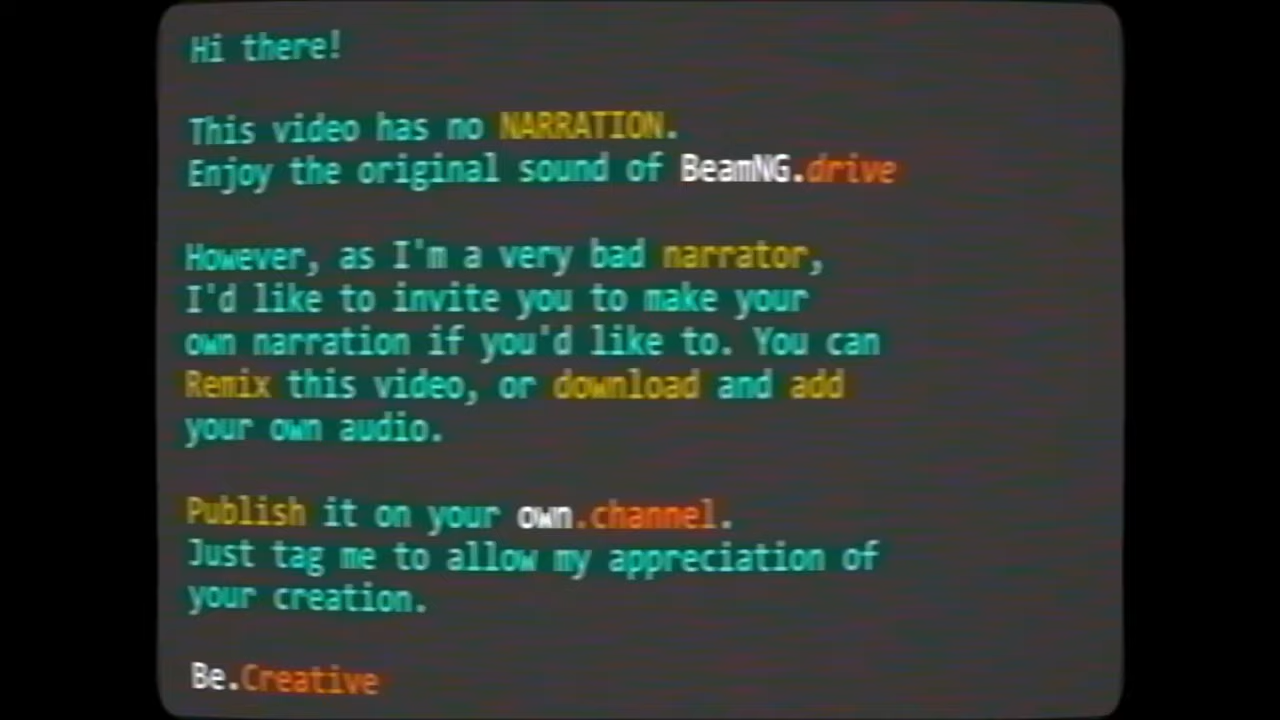 Hi there!
This video has no NARRATION.
Enjoy the original sound of BeamNG.drive
However, as I'm a very bad narrator,
I'd like to invite you to make your
own narration if you'd like to. You can
Remix this video, or download and add
your own audio.
Publish it on your own.channel.
Just tag me to allow my appreciation of
your creation.
Be.Creative